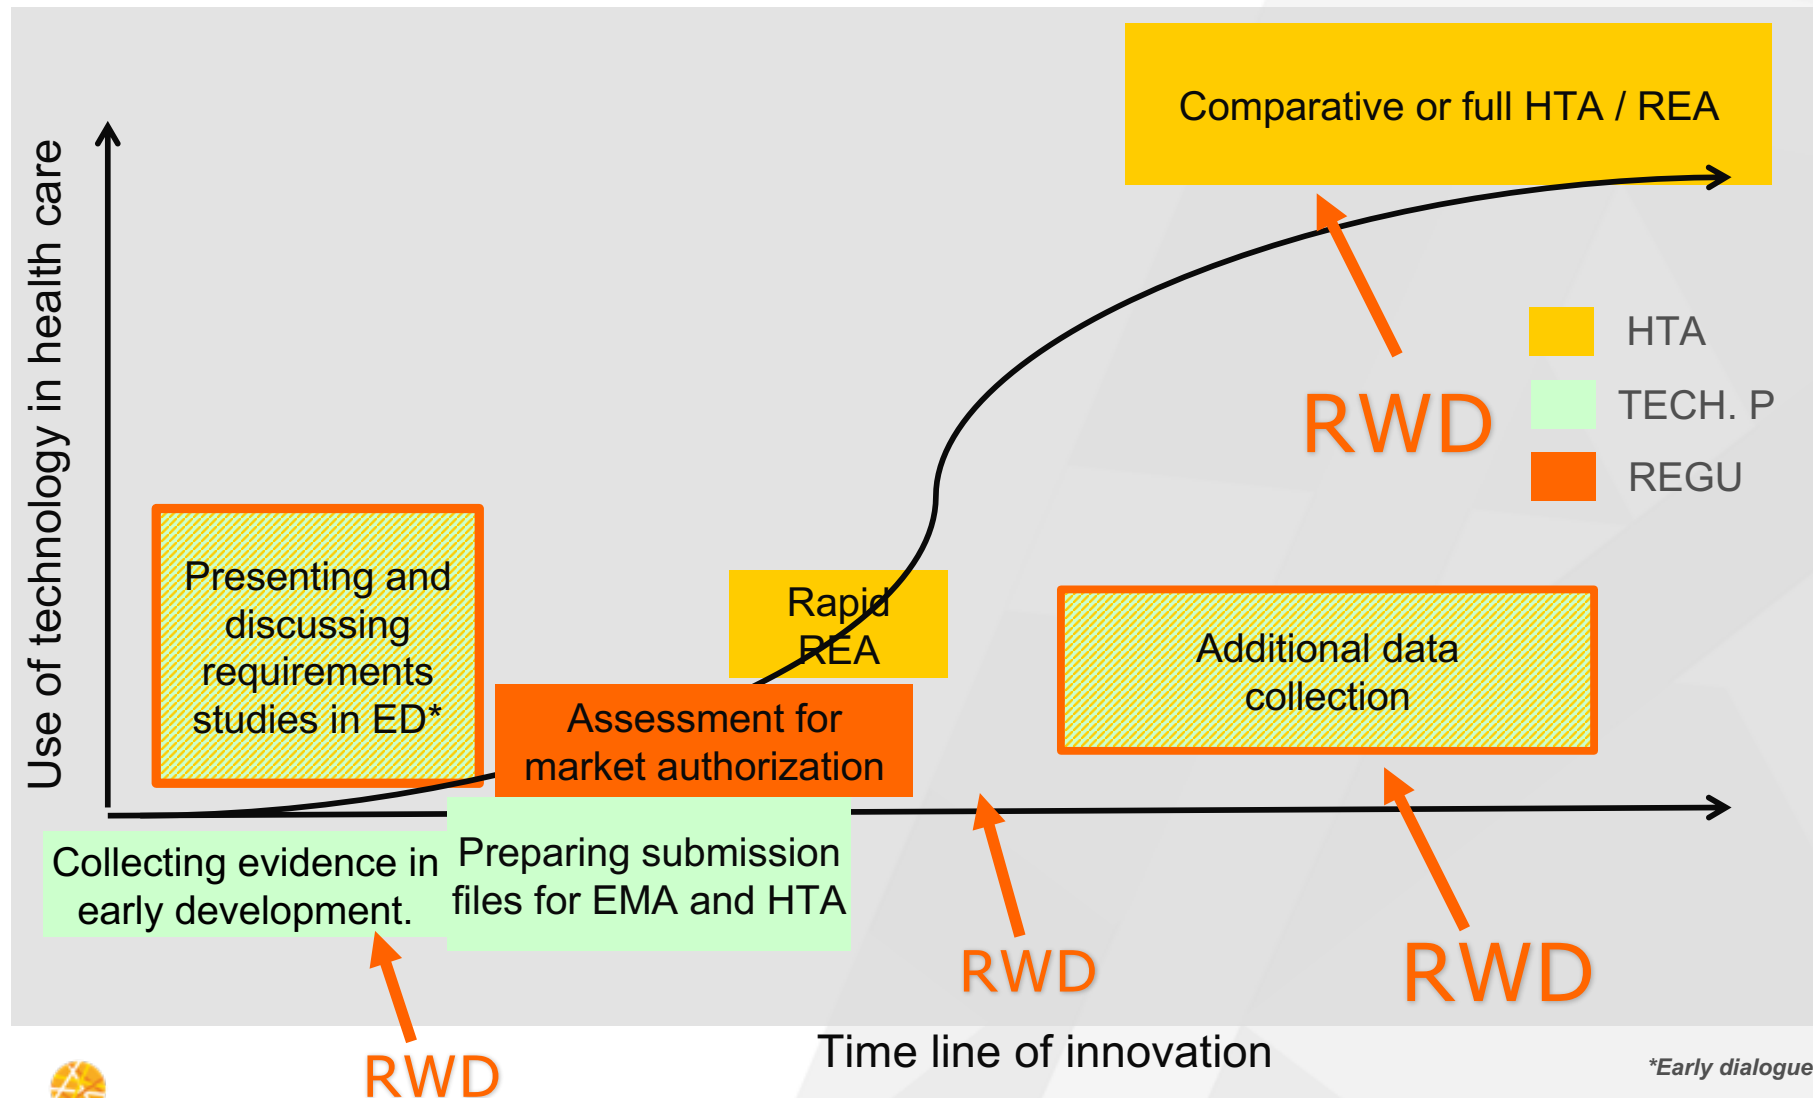 Comparative or full HTA / REA
Use of technology in health care
RWD
HTA
TECH. P
REGU
Presenting and
discussing
requirements
studies in ED*
Rapid
REA
Additional data
collection
Assessment for
market authorization
Collecting evidence in
early development.
Preparing submission
files for EMA and HTA
RWD
RWD
RWD
Time line of innovation
*Early dialogue